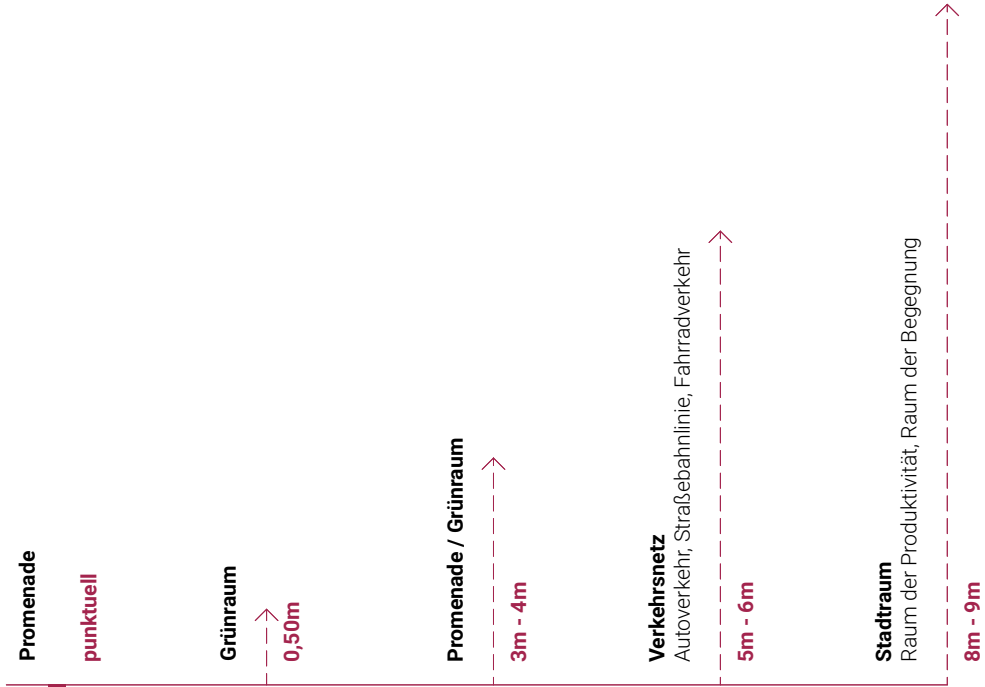 Promenade
punktuell
Grünraum
0,50m
Promenade / Grünraum
3m - 4m
Verkehrsnetz
Autoverkehr, Straßebahnlinie, Fahrradverkehr
5m - 6m
Stadtraum
Raum der Produktivität, Raum der Begegnung
8m - 9m